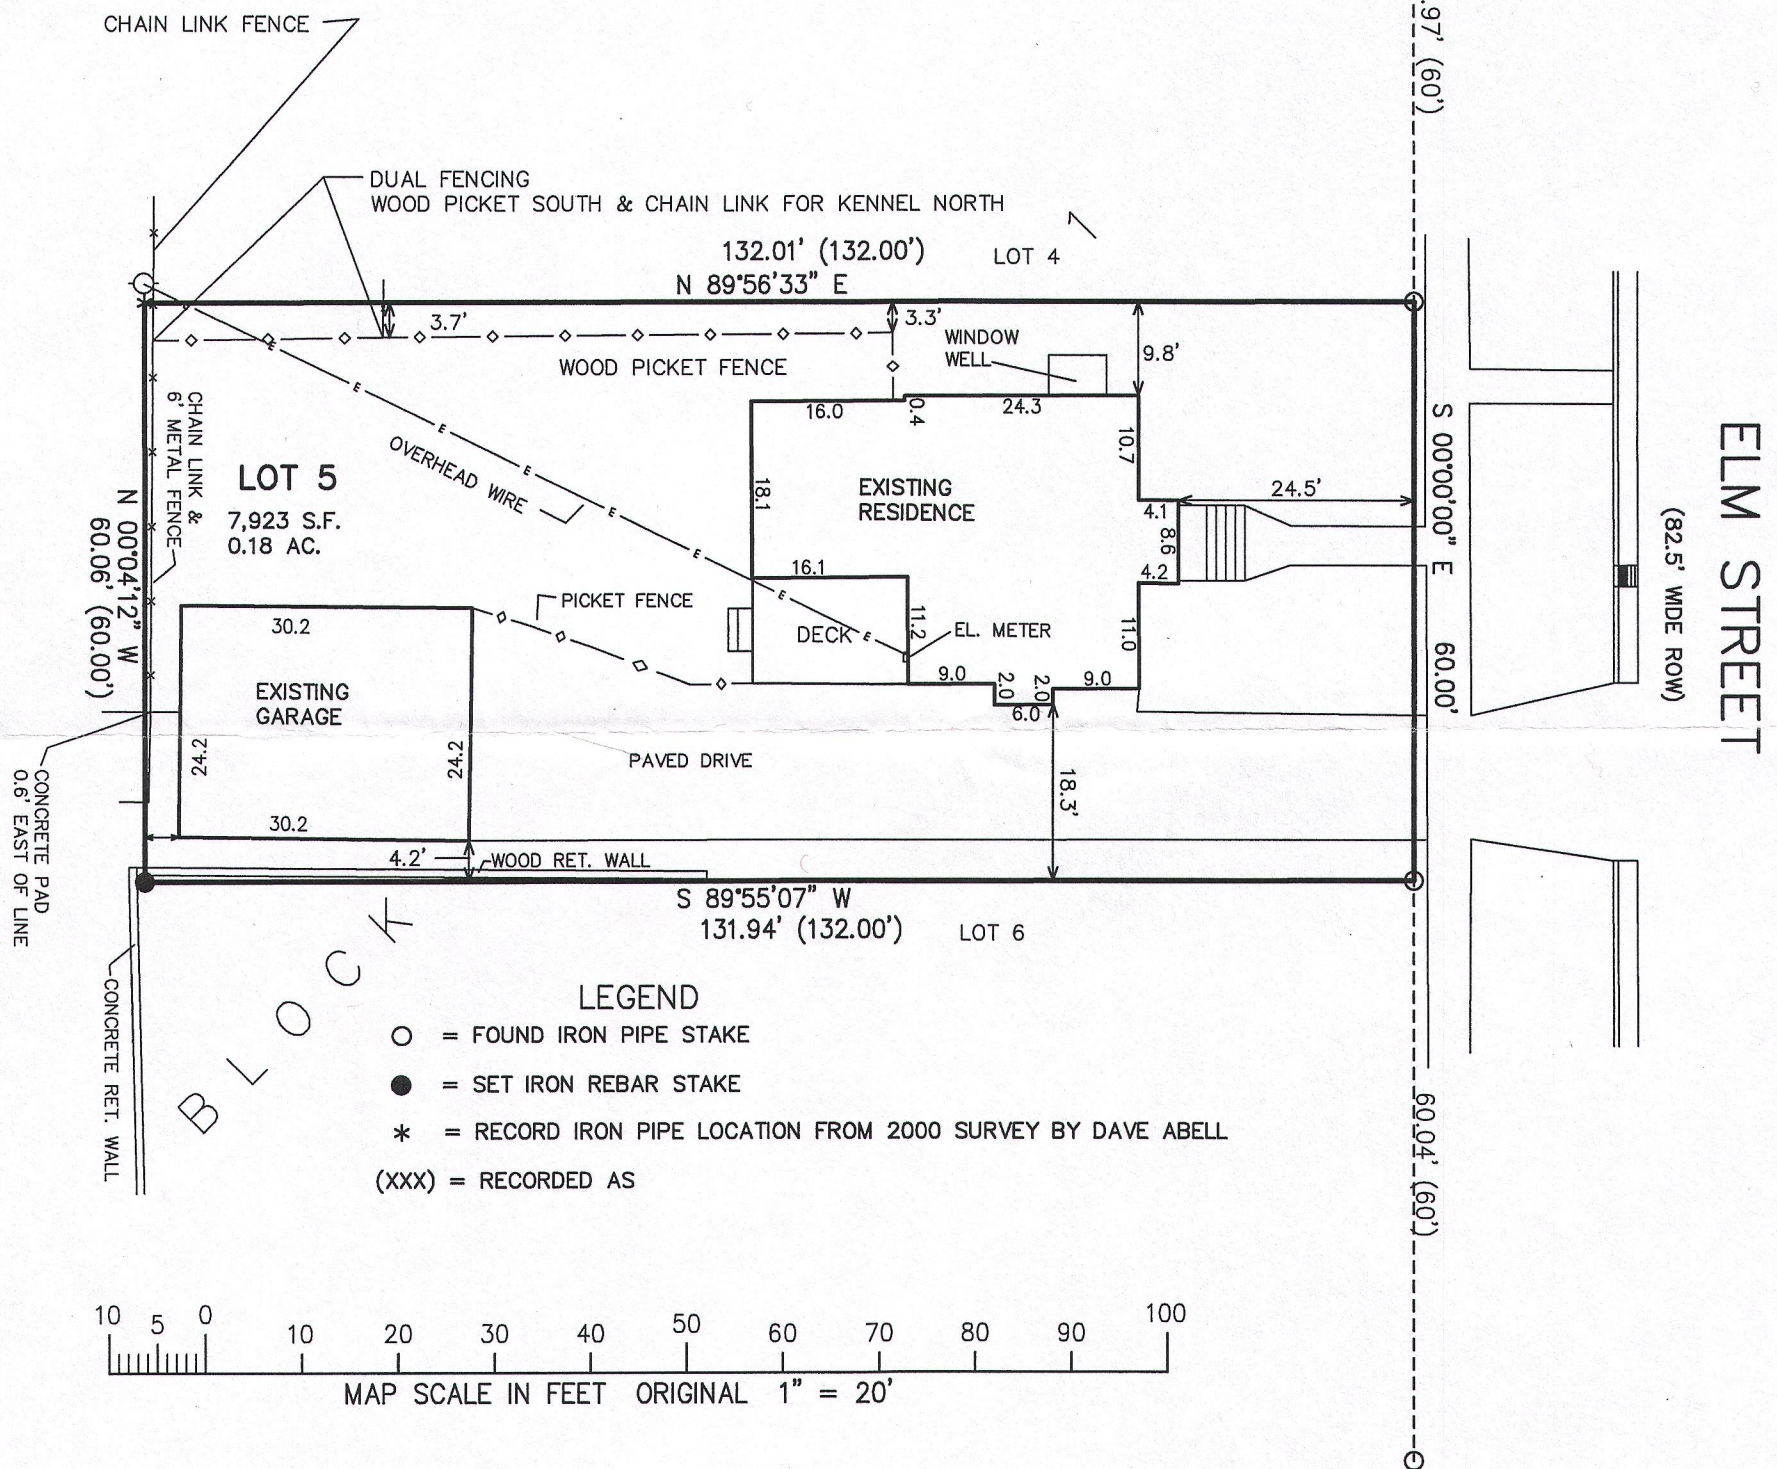 CHAIN LINK FENCE
.97' (60')
DUAL FENCING
WOOD PICKET SOUTH & CHAIN LINK FOR KENNEL NORTH
132.01' (132.00')
LOT 4
N 89°56'33" E
3.7'
3.3'
WINDOW
WELL
9.8'
WOOD PICKET FENCE
16.0
0.4
24.3
10.7
CHAIN LINK &
6' METAL FENCE
OVERHEAD WIRE
E
E
E
E
E
E
E
E
LOT 5
7,923 S.F.
0.18 AC.
18.1
EXISTING
RESIDENCE
24.5'
4.1
8.6
4.2
S 00°00'00" E 60.00'
ELM STREET
(82.5' WIDE ROW)
N 00°04'12" W
60.06' (60.00')
16.1
PICKET FENCE
11.2
DECK
EL. METER
11.0
30.2
9.0
2.0
2.0
9.0
6.0
EXISTING
GARAGE
24.2
24.2
PAVED DRIVE
18.3'
30.2
4.2'
WOOD RET. WALL
CONCRETE PAD
0.6' EAST OF LINE
S 89°55'07" W
131.94' (132.00')
LOT 6
CONCRETE RET. WALL
BLOCK
LEGEND
= FOUND IRON PIPE STAKE
= SET IRON REBAR STAKE
* = RECORD IRON PIPE LOCATION FROM 2000 SURVEY BY DAVE ABELL
(XXX) = RECORDED AS
60.04' (60')
10 5 0 10 20 30 40 50 60 70 80 90 100
MAP SCALE IN FEET ORIGINAL 1" = 20'